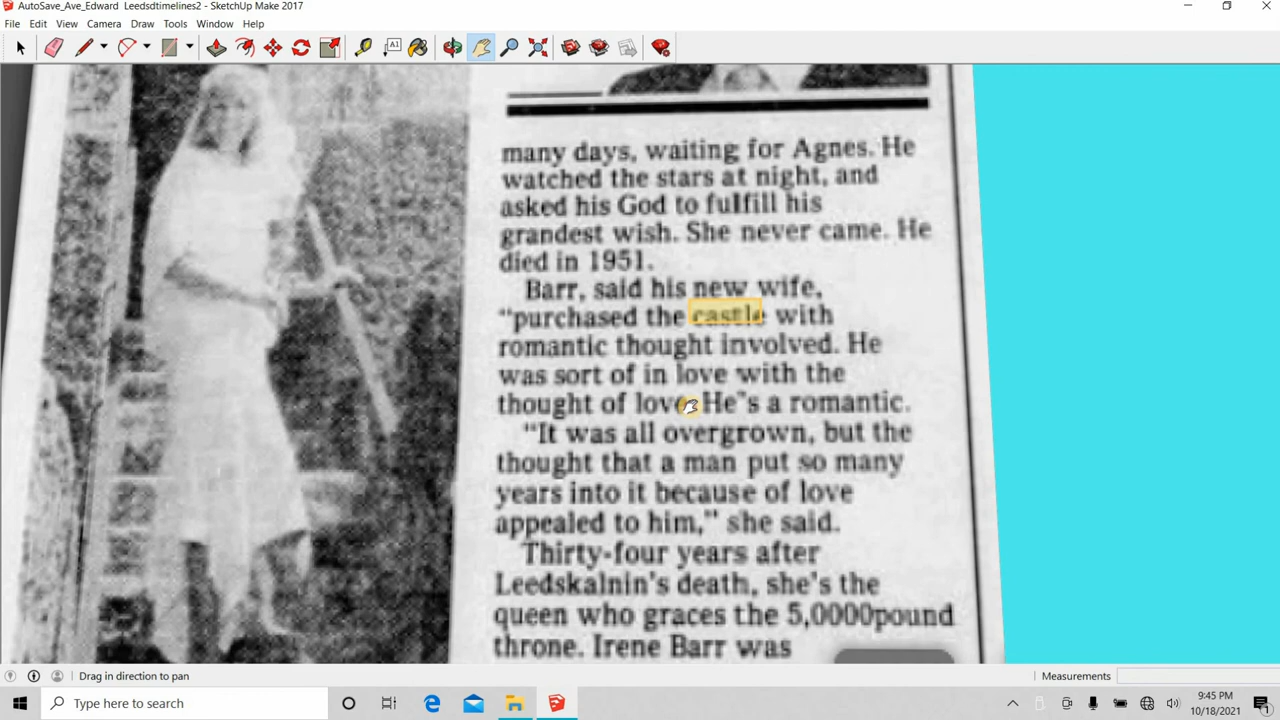 AutoSave_Ave_Edward Leedsdtimelines2 - SketchUp Make 2017
File Edit View Camera Draw Tools Window Help
A1
many days, waiting for Agnes. He
watched the stars at night, and
asked his God to fulfill his
grandest wish. She never came. He
died in 1951.
Barr, said his new wife,
"purchased the castle with
romantic thought involved. He
was sort of in love with the
thought of love. He"s a romantic.
"It was all overgrown, but the
thought that a man put so many
years into it because of love
appealed to him," she said.
Thirty-four years after
Leedskalnin's death, she's the
queen who graces the 5,0000pound
throne. Irene Barr was
Drag in direction to pan
Measurements
Type here to search
9:45 PM
10/18/2021
1